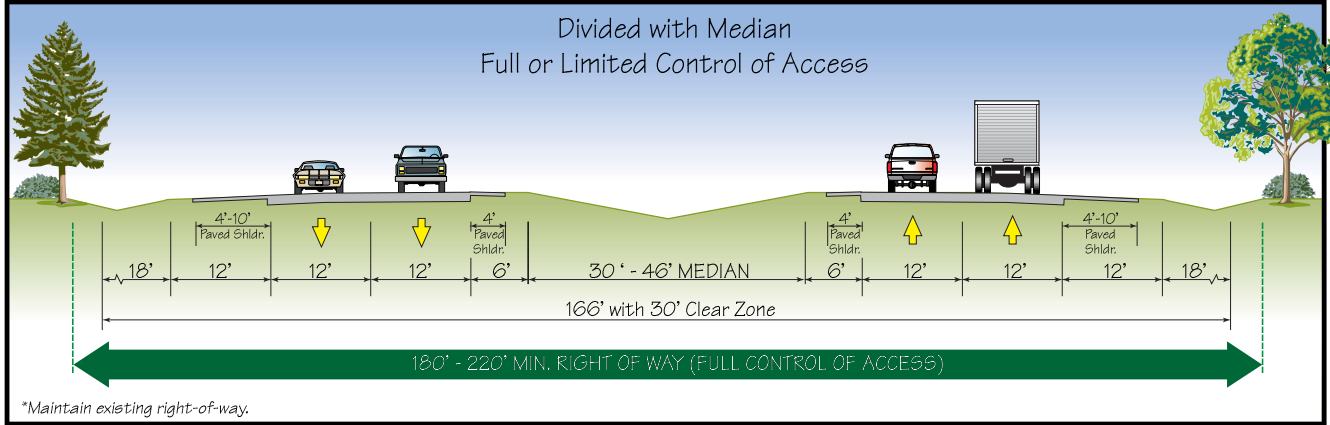 Divided with Median
Full or Limited Control of Access
4'-10'
Paved Shldr.
4'
Paved
Shldr.
4'
Paved
Shldr.
4'-10'
Paved Shldr.
18' 12' 12' 12' 6' 30 ' - 46' MEDIAN 6' 12' 12' 12' 18'
166' with 30' Clear Zone
180' - 220' MIN. RIGHT OF WAY (FULL CONTROL OF ACCESS)
*Maintain existing right-of-way.